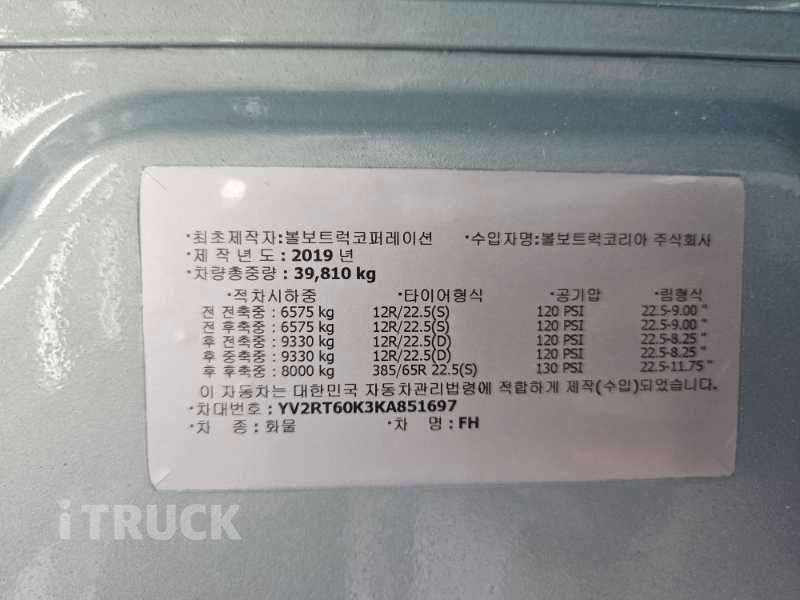 ·최초제작자:볼보트럭코퍼레이션 ·수입자명:볼보트럭코리아 주식회사
·제 작 년 도 : 2019 년
·차량총중량 : 39,810 kg
·적차시하중 ·타이어형식 ·공기압 ·림형식
전 전축중 : 6575 kg 12R/22.5(S) 120 PSI 22.5-9.00 "
전 후축중 : 6575 kg 12R/22.5(S) 120 PSI 22.5-9.00 "
후 전축중 : 9330 kg 12R/22.5(D) 120 PSI 22.5-8.25 "
후 중축중 : 9330 kg 12R/22.5(D) 120 PSI 22.5-8.25 "
후 후축중 : 8000 kg 385/65R 22.5(S) 130 PSI 22.5-11.75 "
이 자동차는 대한민국 자동차관리법령에 적합하게 제작(수입)되었습니다.
·차대번호 : YV2RT60K3KA851697
·차 종 : 화물 ·차 명 : FH
iTRUCK